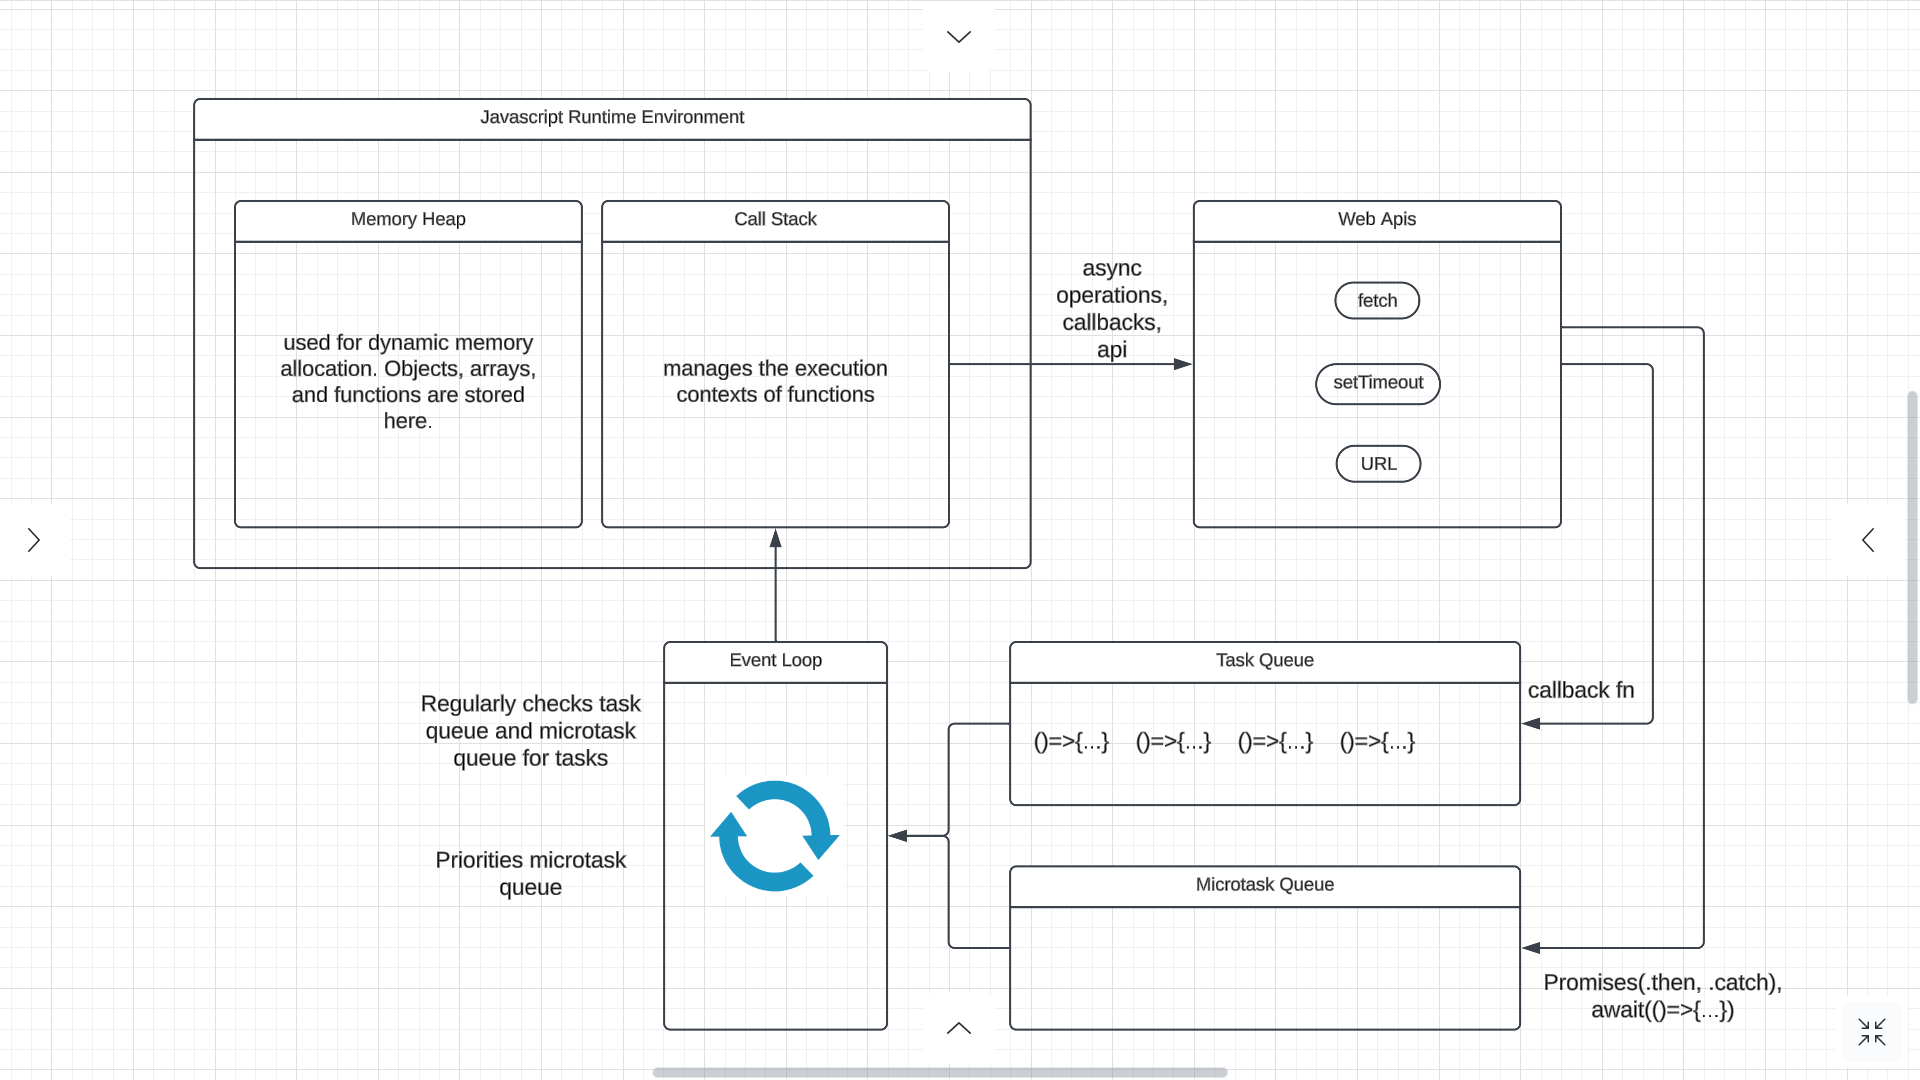 Javascript Runtime Environment
Memory Heap
used for dynamic memory
allocation. Objects, arrays,
and functions are stored
here.
Call Stack
manages the execution
contexts of functions
async
operations,
callbacks,
api
Web Apis
fetch
setTimeout
URL
Event Loop
Regularly checks task
queue and microtask
queue for tasks
Priorities microtask
queue
Task Queue
()=>{...} ()=>{...} ()=>{...} ()=>{...}
callback fn
Microtask Queue
Promises(.then, .catch),
await(()=>{...})